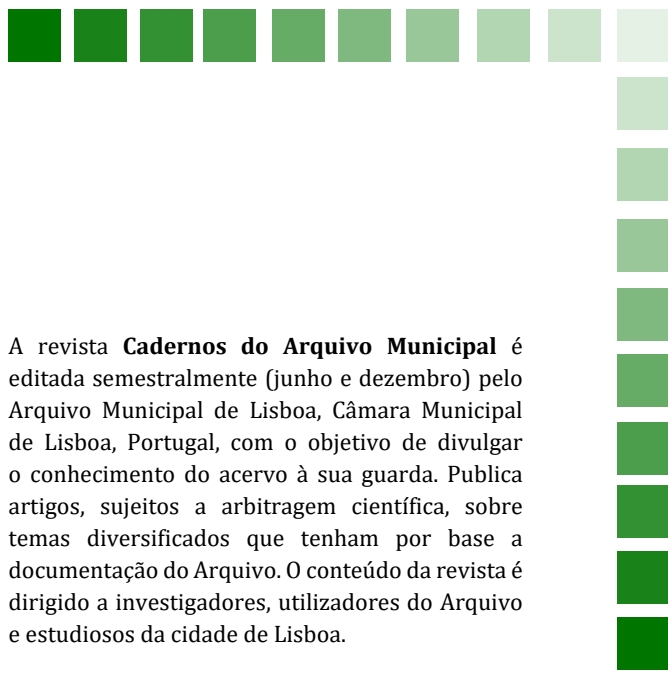 A revista Cadernos do Arquivo Municipal é
editada semestralmente (junho e dezembro) pelo
Arquivo Municipal de Lisboa, Câmara Municipal
de Lisboa, Portugal, com o objetivo de divulgar
o conhecimento do acervo à sua guarda. Publica
artigos, sujeitos a arbitragem científica, sobre
temas diversificados que tenham por base a
documentação do Arquivo. O conteúdo da revista é
dirigido a investigadores, utilizadores do Arquivo
e estudiosos da cidade de Lisboa.